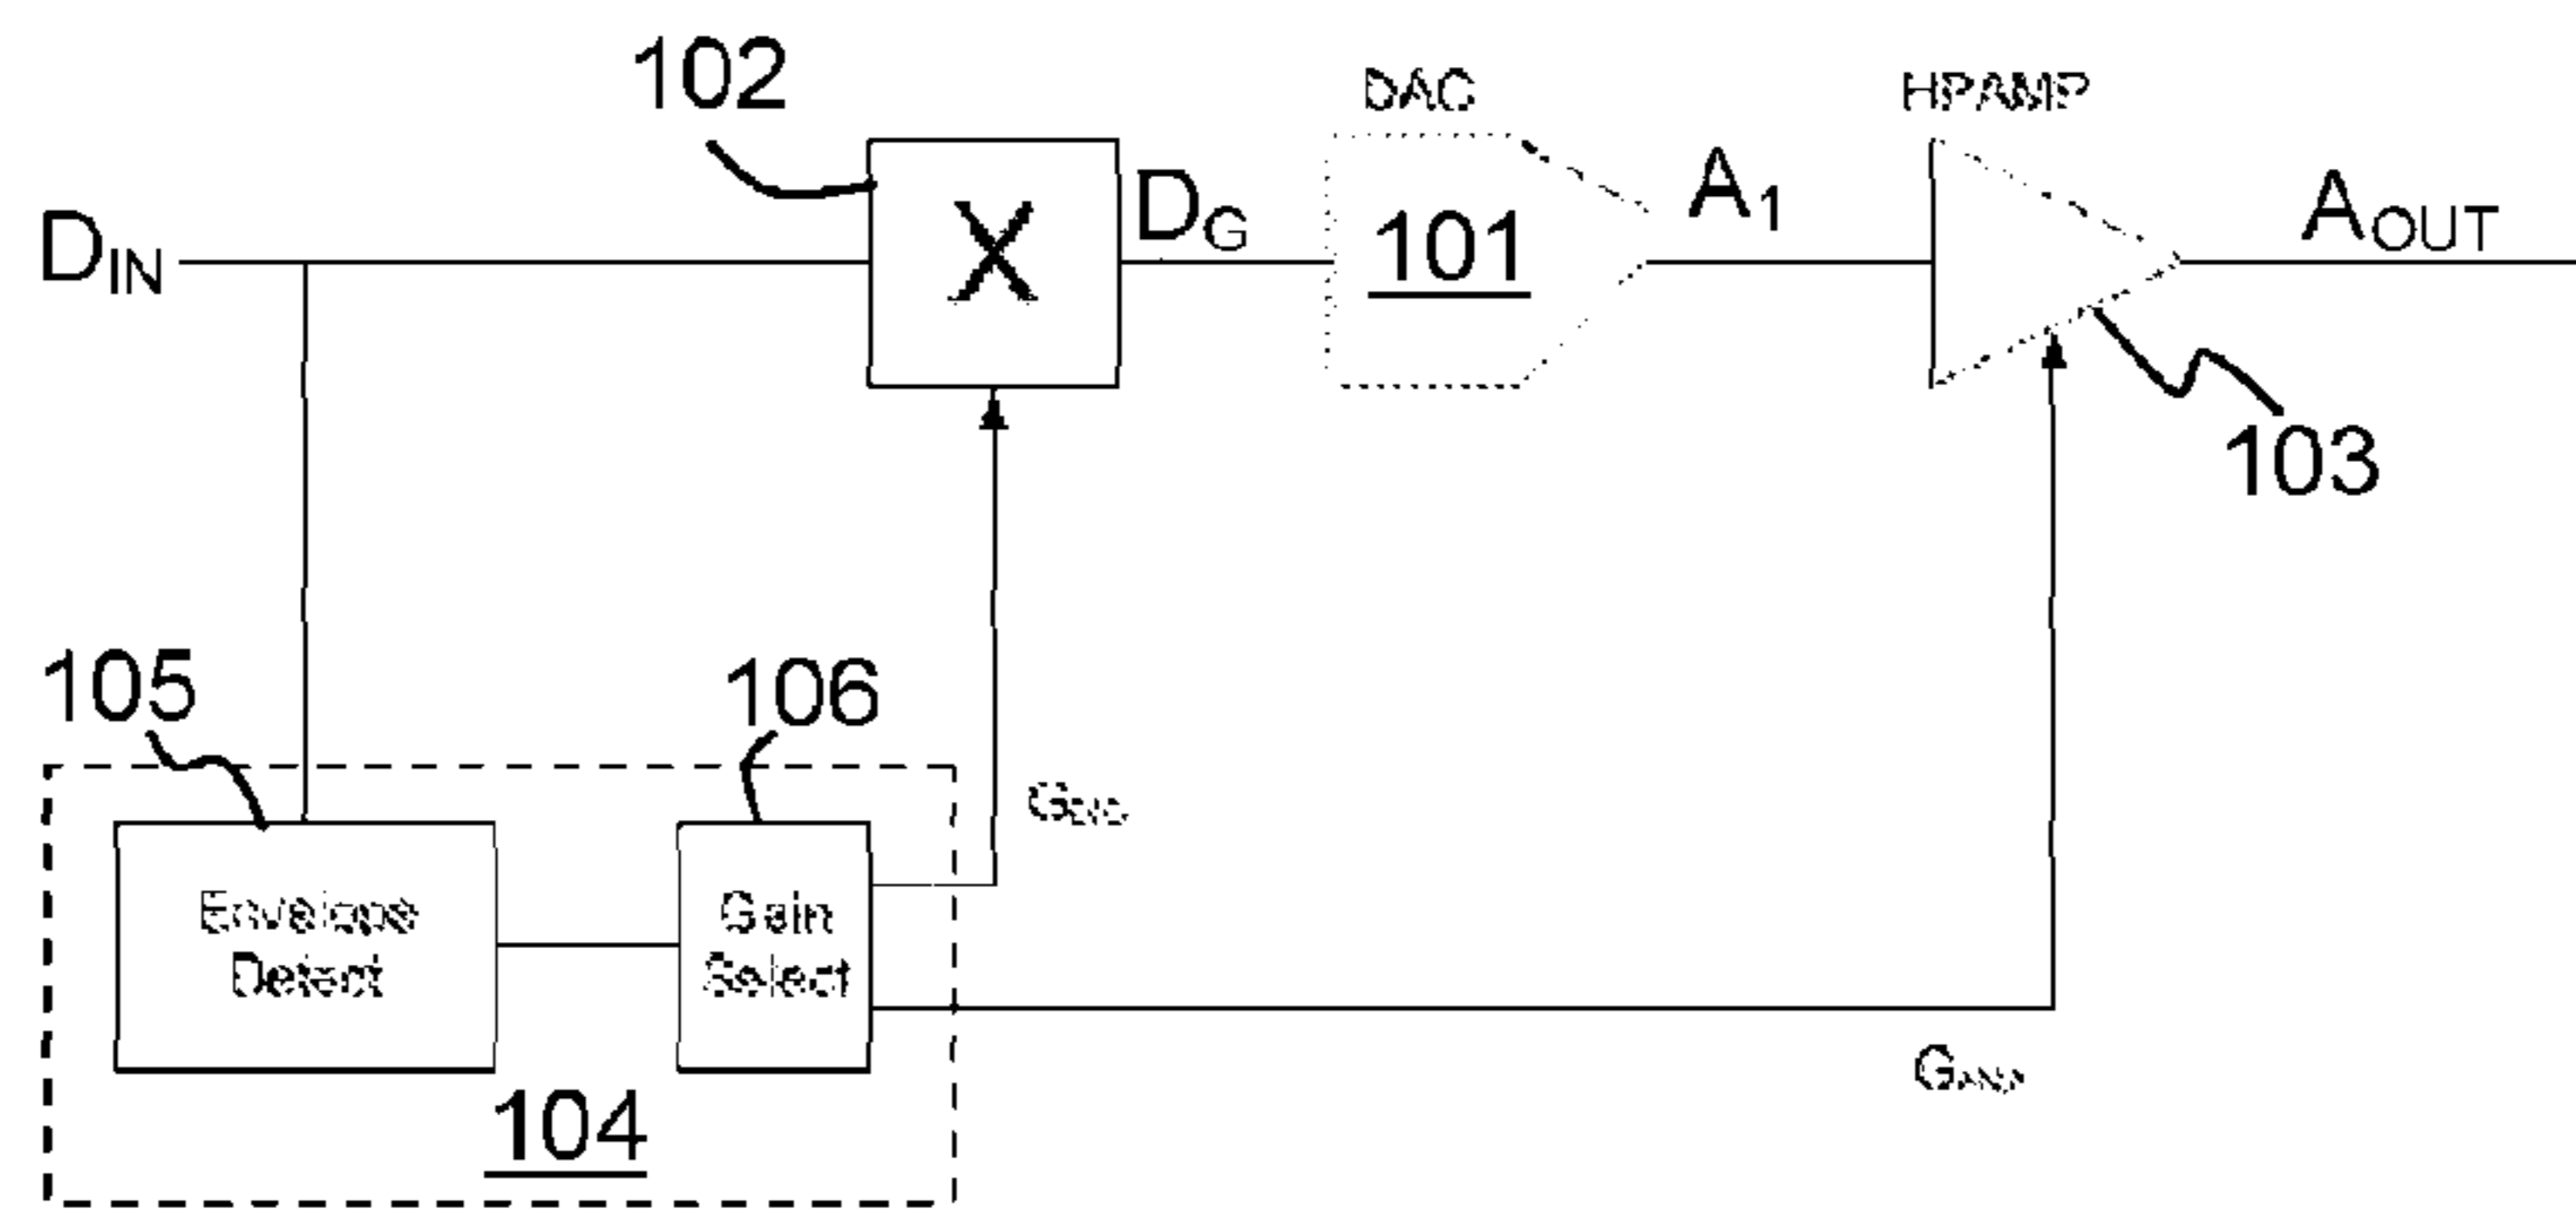 102
DAC
HPAMP
DIN
X
DG
101
A1
AOUT
103
105
106
Envelope
Detect
Gain
Select
104